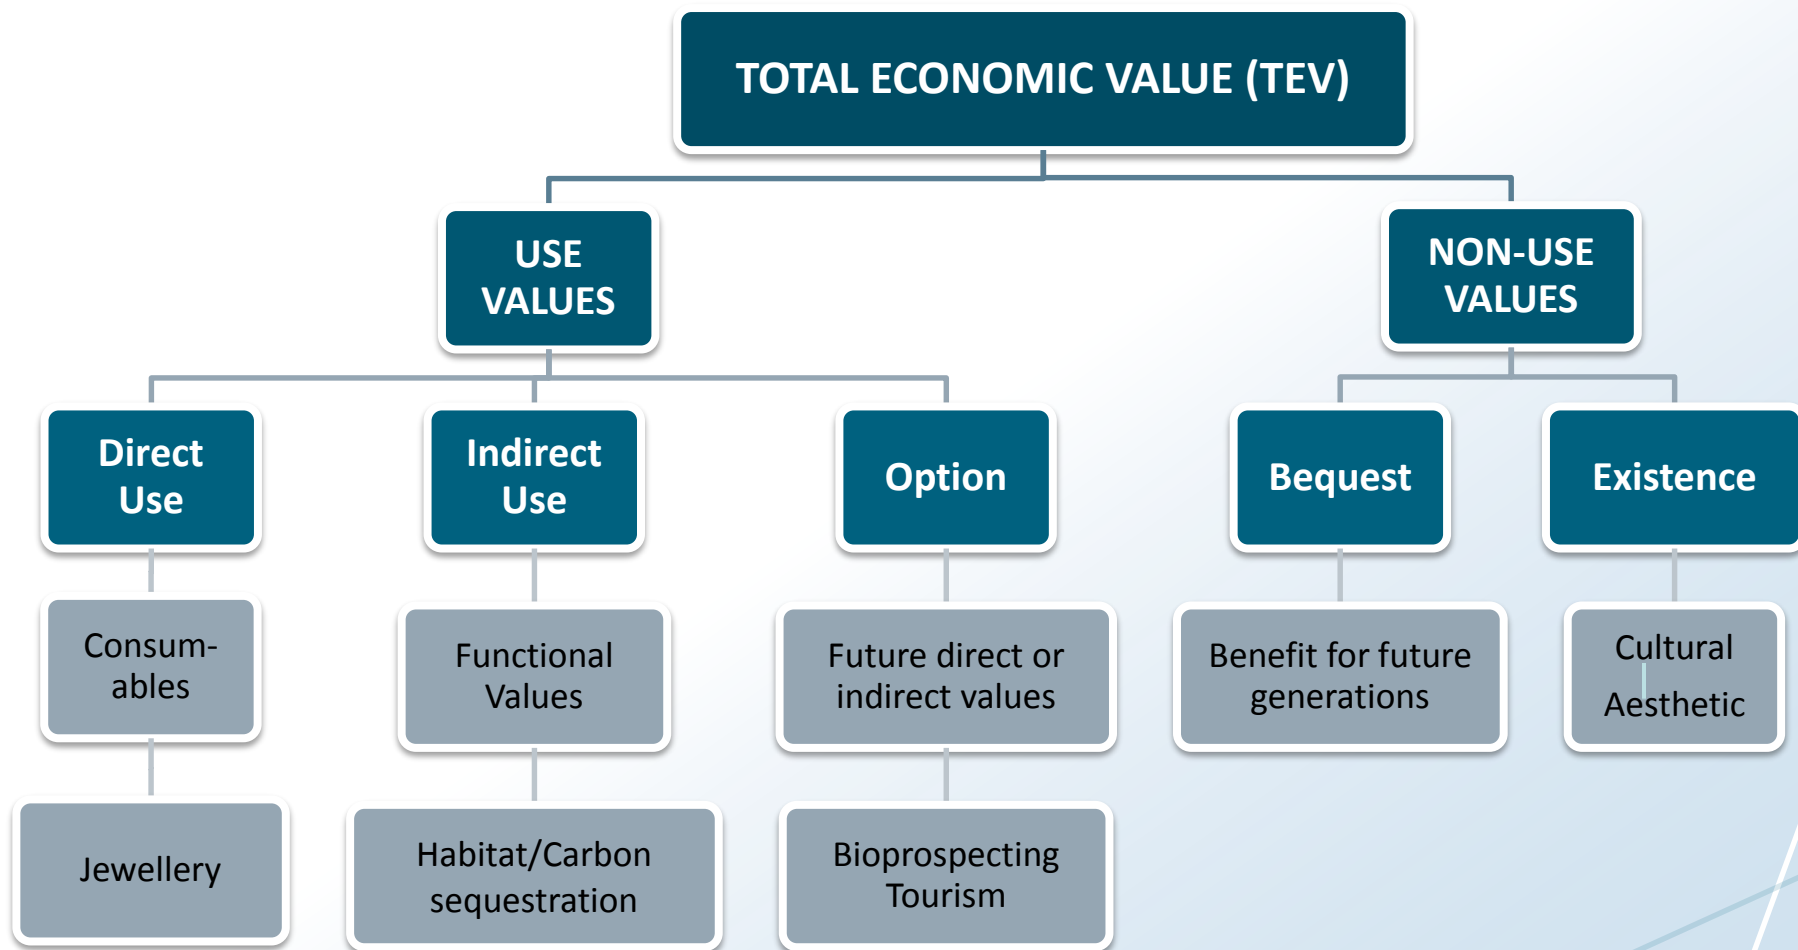 TOTAL ECONOMIC VALUE (TEV)
USE
VALUES
NON-USE
VALUES
Direct
Use
Indirect
Use
Option
Bequest
Existence
Consum-
ables
Functional
Values
Future direct or
indirect values
Benefit for future
generations
Cultural
Aesthetic
Jewellery
Habitat/Carbon
sequestration
Bioprospecting
Tourism